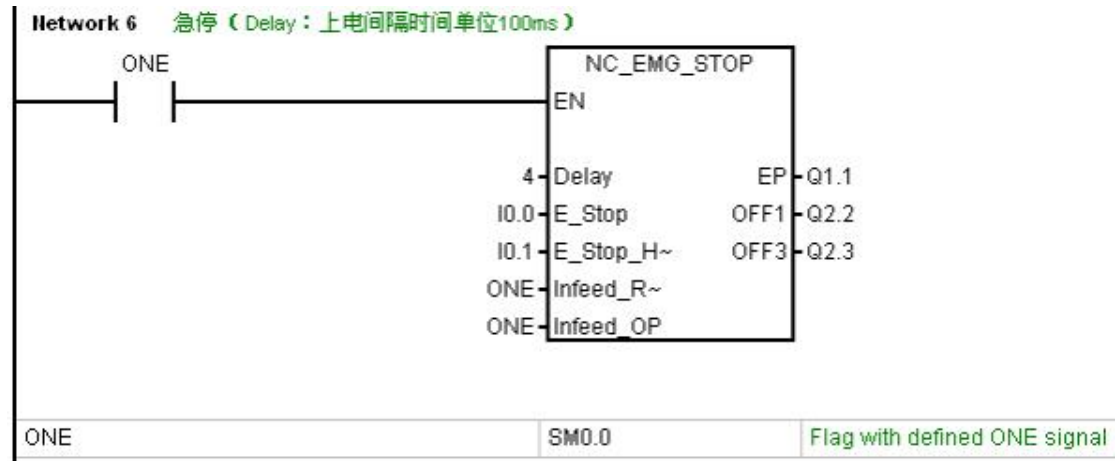 Network 6 急停（Delay：上电间隔时间单位100ms）
ONE
NC_EMG_STOP
EN
4 Delay EP Q1.1
I0.0 E_Stop OFF1 Q2.2
I0.1 E_Stop_H~ OFF3 Q2.3
ONE Infeed_R~
ONE Infeed_OP
ONE SM0.0 Flag with defined ONE signal